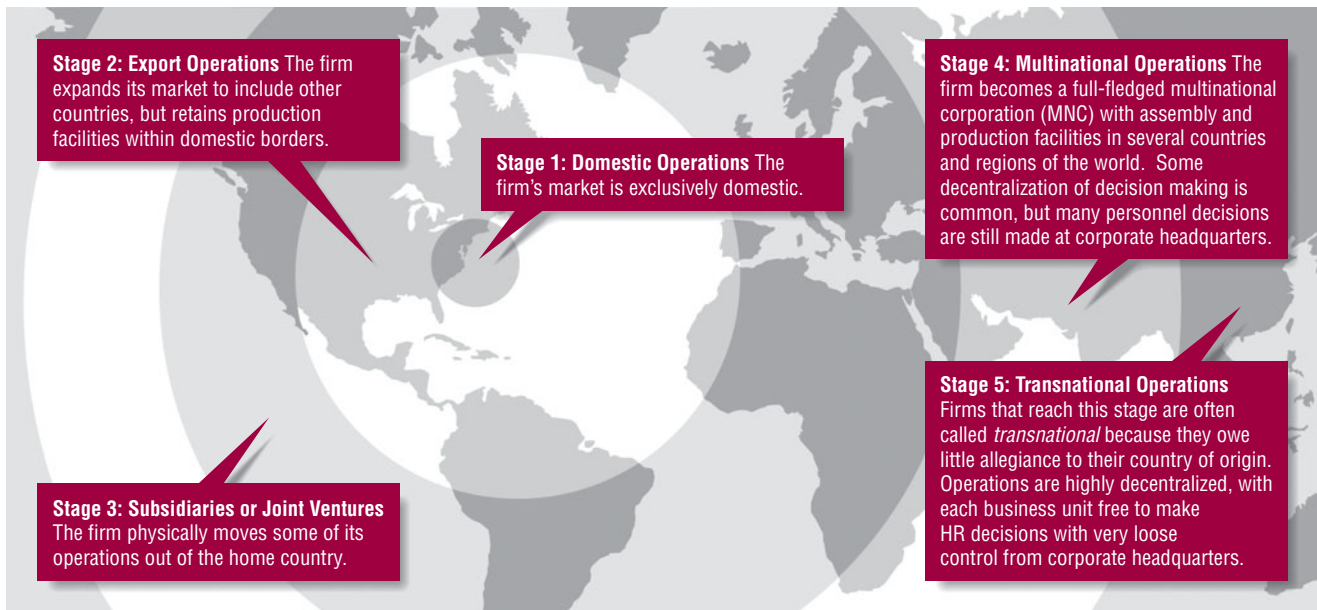 Stage 2: Export Operations The firm
expands its market to include other
countries, but retains production
facilities within domestic borders.
Stage 1: Domestic Operations The
firm's market is exclusively domestic.
Stage 4: Multinational Operations The
firm becomes a full-fledged multinational
corporation (MNC) with assembly and
production facilities in several countries
and regions of the world. Some
decentralization of decision making is
common, but many personnel decisions
are still made at corporate headquarters.
Stage 3: Subsidiaries or Joint Ventures
The firm physically moves some of its
operations out of the home country.
Stage 5: Transnational Operations
Firms that reach this stage are often
called transnational because they owe
little allegiance to their country of origin.
Operations are highly decentralized, with
each business unit free to make
HR decisions with very loose
control from corporate headquarters.